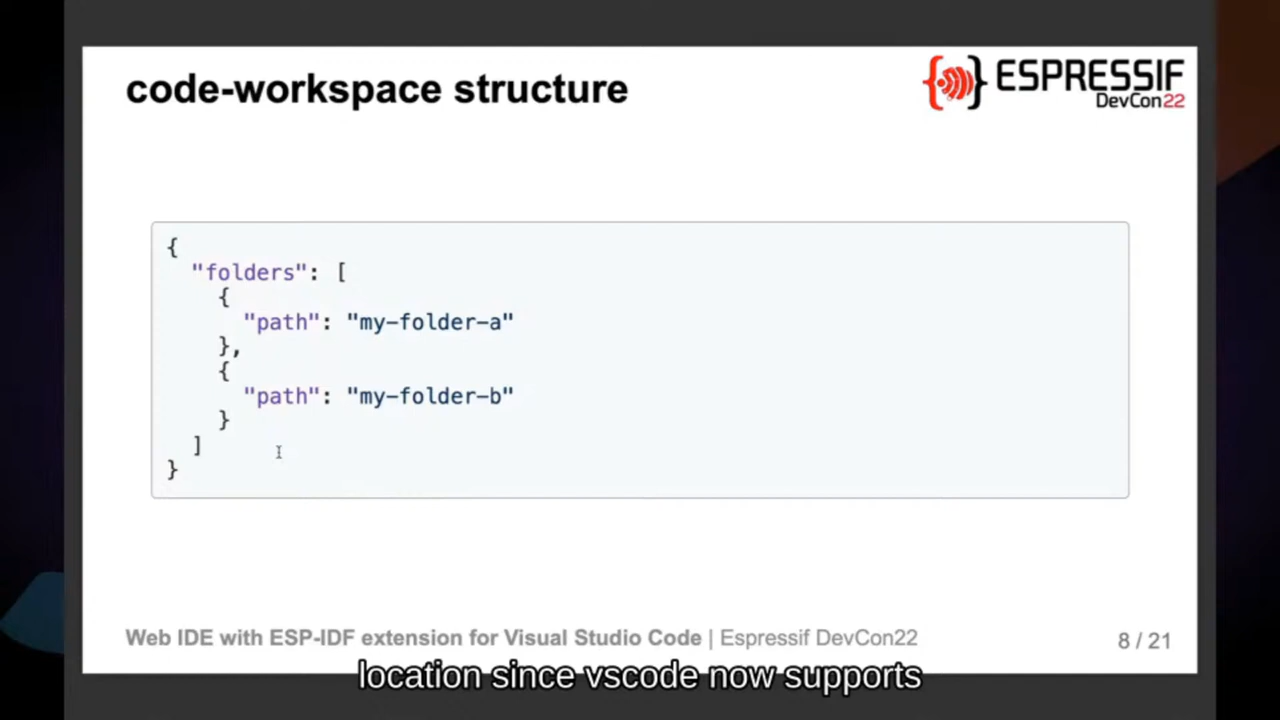 code-workspace structure
ESPRESSIF
DevCon22
{
"folders": [
{
"path": "my-folder-a"
},
{
"path": "my-folder-b"
}
]
}
Web IDE with ESP-IDF extension for Visual Studio Code | Espressif DevCon22
8 / 21
location since vscode now supports